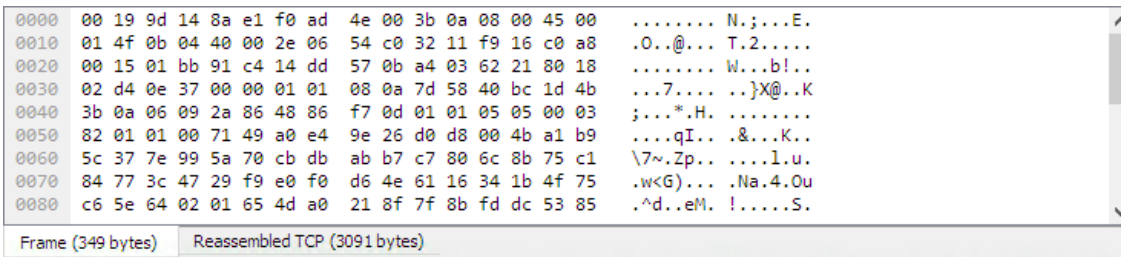 0000 00 19 9d 14 8a e1 f0 ad 4e 00 3b 0a 08 00 45 00 ........ N.;...E.
0010 01 4f 0b 04 40 00 2e 06 54 c0 32 11 f9 16 c0 a8 .O..@... T.2.....
0020 00 15 01 bb 91 c4 14 dd 57 0b a4 03 62 21 80 18 ........ W...b!..
0030 02 d4 0e 37 00 00 01 01 08 0a 7d 58 40 bc 1d 4b ...7.... ..}X@..K
0040 3b 0a 06 09 2a 86 48 86 f7 0d 01 01 05 05 00 03 ;...*.H. ........
0050 82 01 01 00 71 49 a0 e4 9e 26 d0 d8 00 4b a1 b9 ....qI.. .&...K..
0060 5c 37 7e 99 5a 70 cb db ab b7 c7 80 6c 8b 75 c1 \7~.Zp.. ....l.u.
0070 84 77 3c 47 29 f9 e0 f0 d6 4e 61 16 34 1b 4f 75 .w<G)... .Na.4.Ou
0080 c6 5e 64 02 01 65 4d a0 21 8f 7f 8b fd dc 53 85 .^d..eM. !.....S.
Frame (349 bytes) Reassembled TCP (3091 bytes)